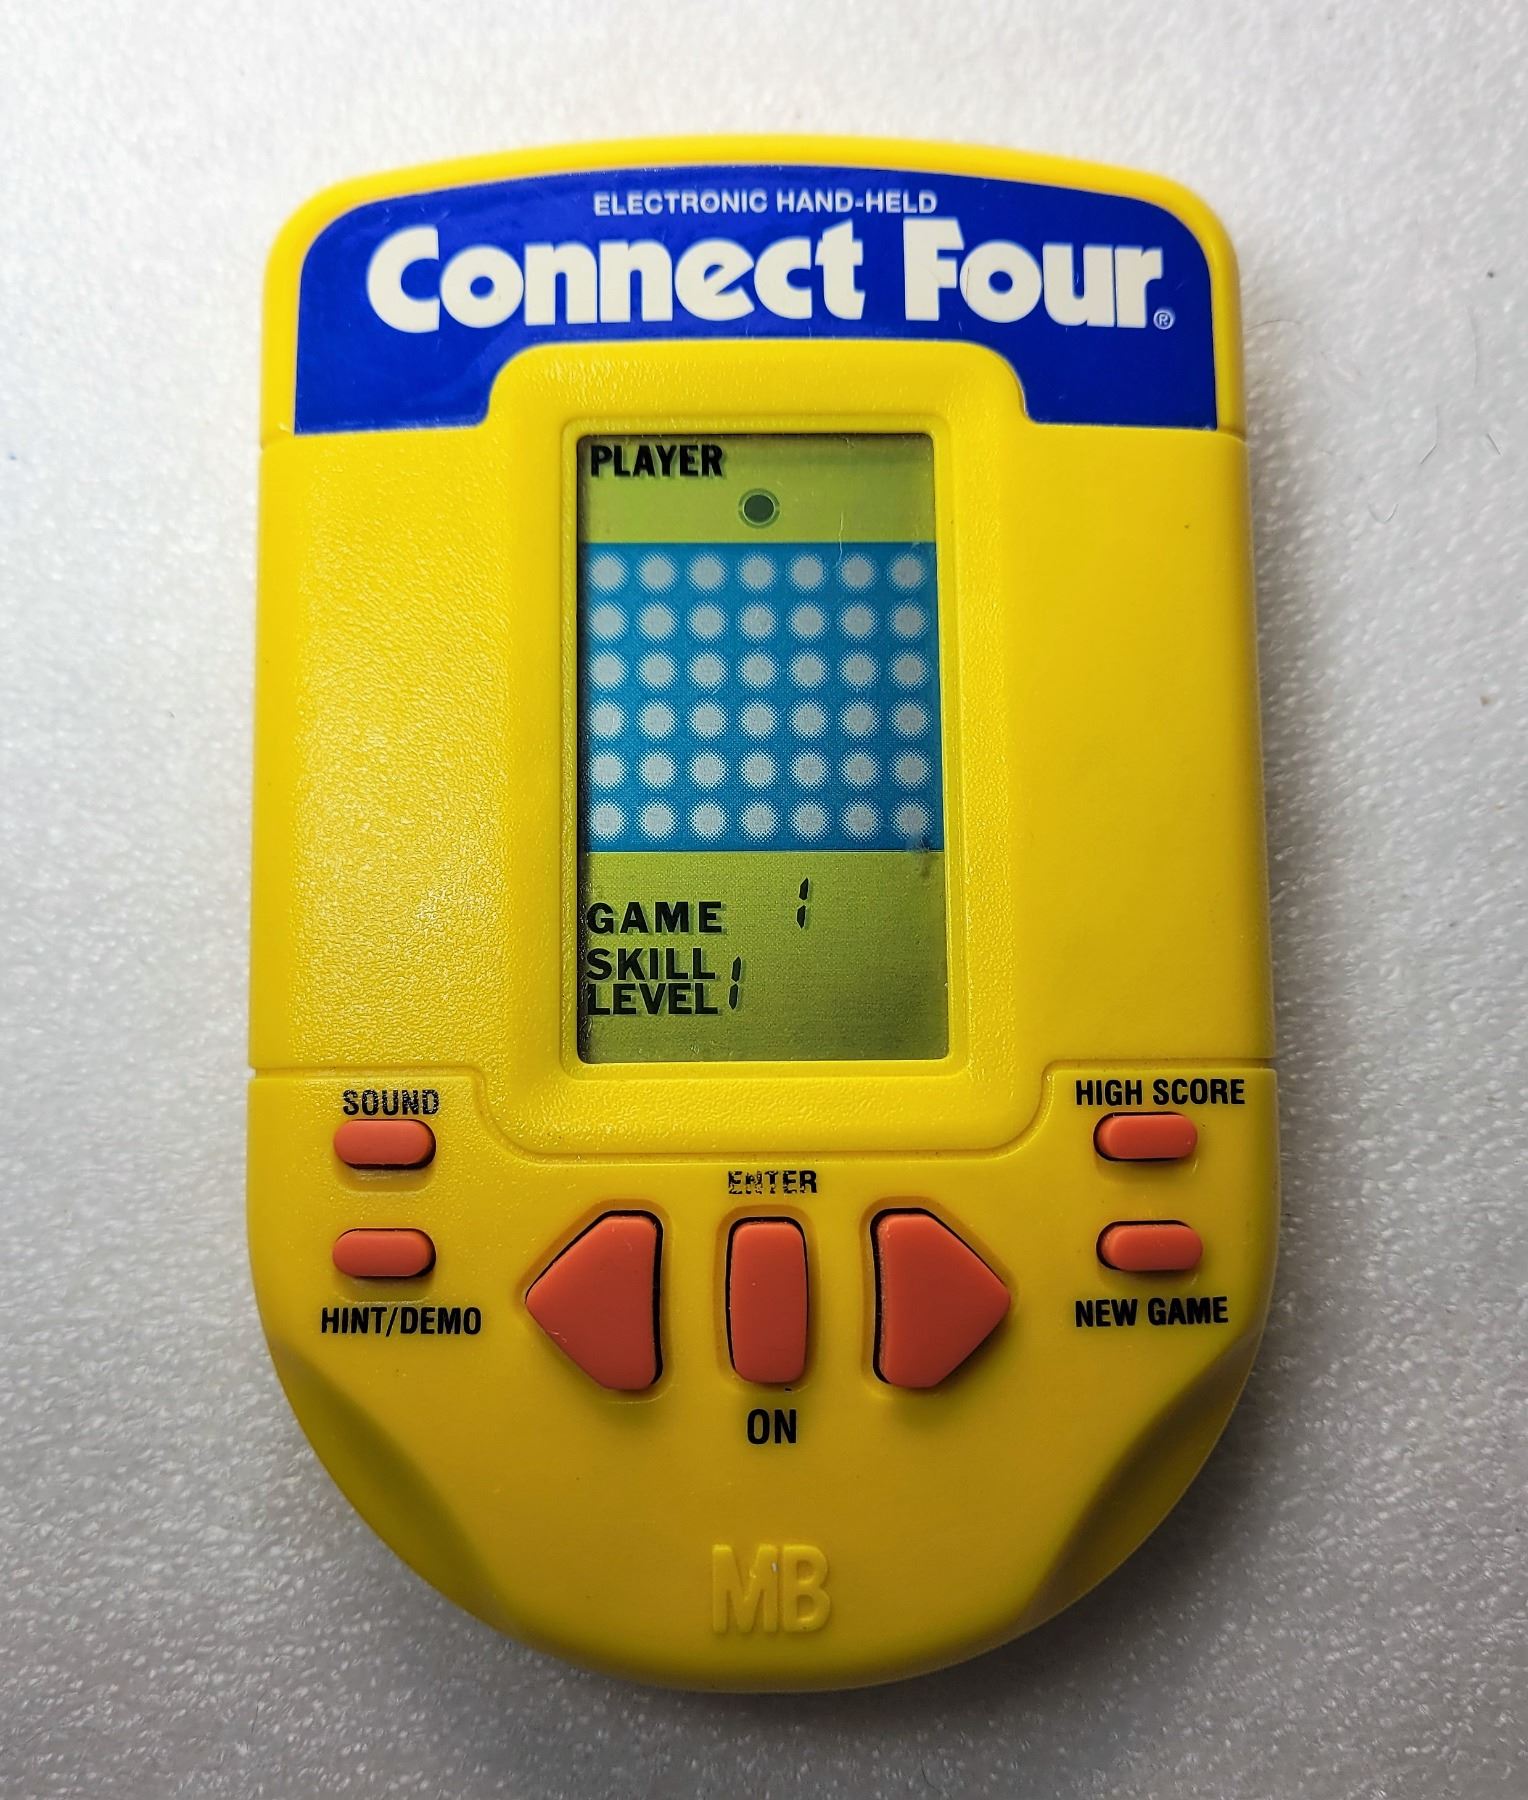 ELECTRONIC HAND-HELD
Connect Four®
PLAYER
GAME 1
SKILL
LEVEL 1
SOUND
HIGH SCORE
ENTER
HINT/DEMO
NEW GAME
ON
MB